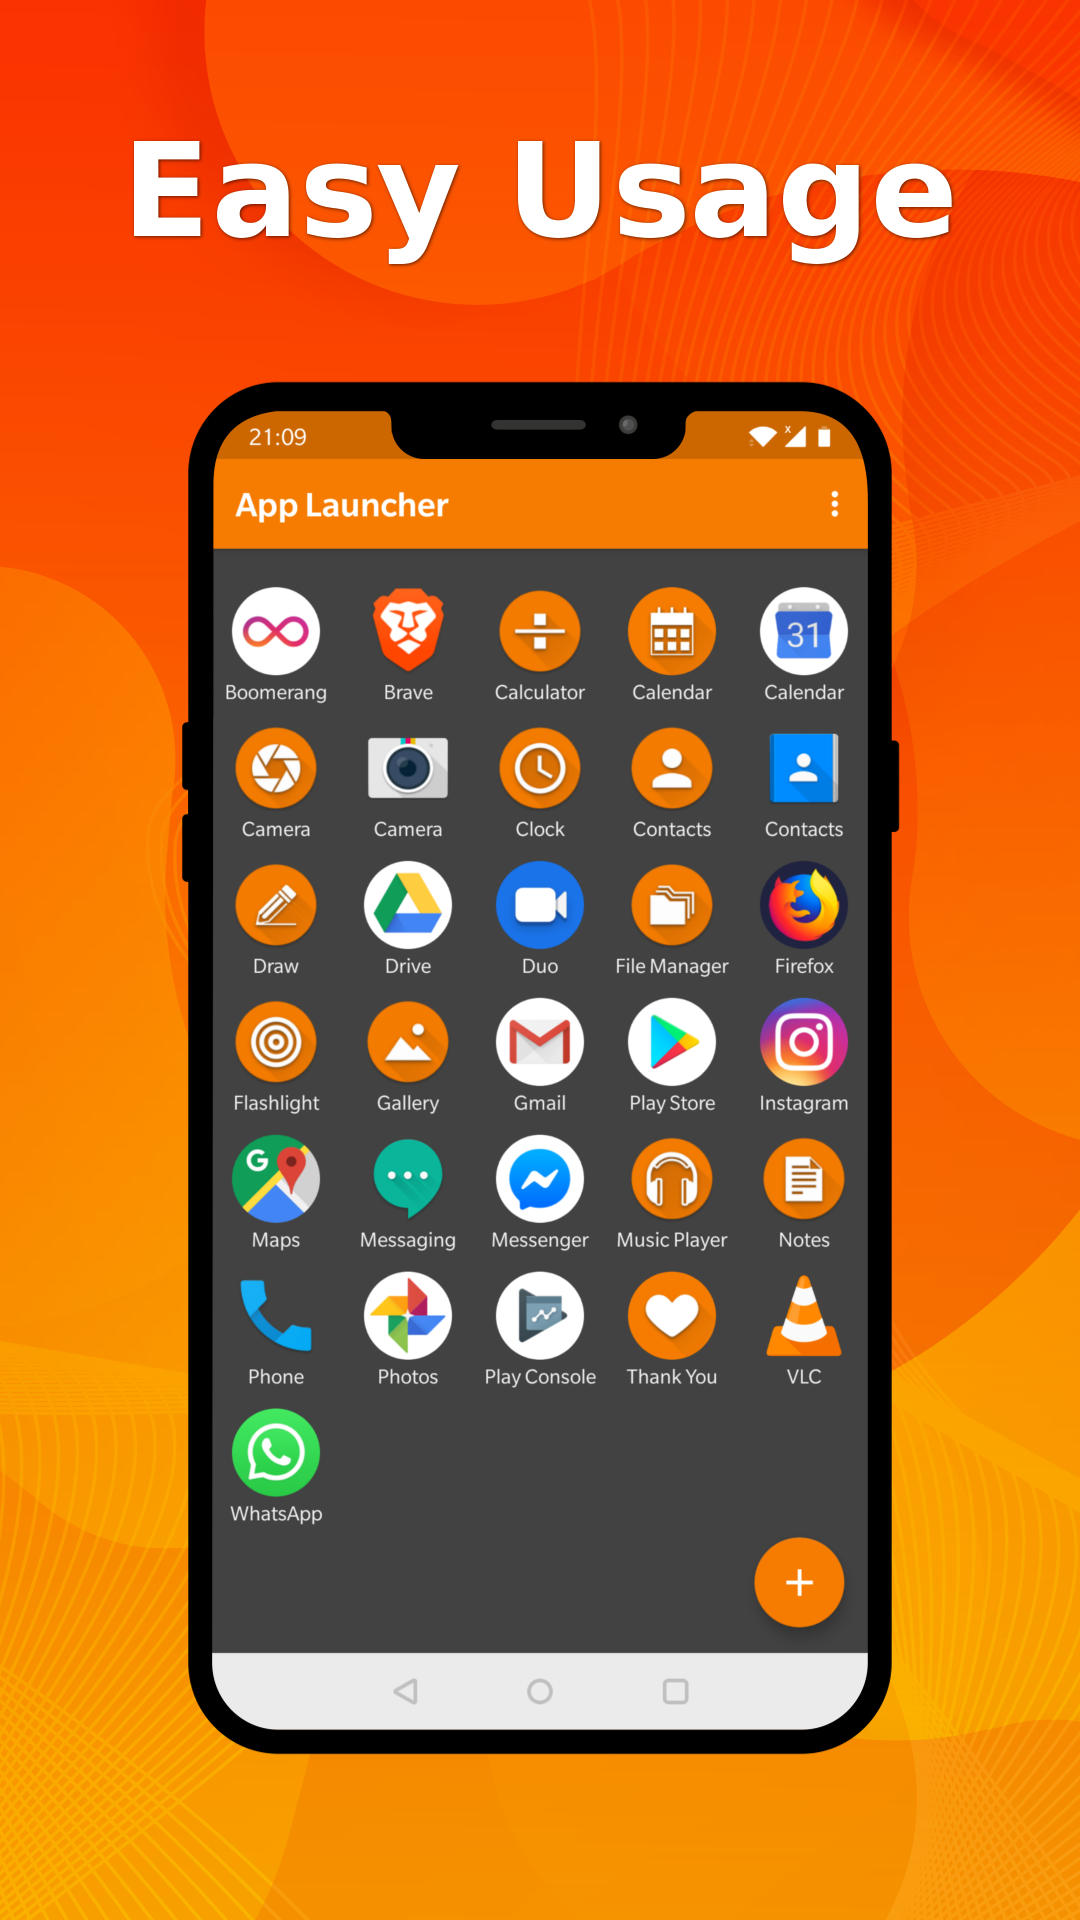 Easy Usage
21:09
x
App Launcher
31
Boomerang Brave Calculator Calendar Calendar
Camera Camera Clock Contacts Contacts
Draw Drive Duo File Manager Firefox
Flashlight Gallery Gmail Play Store Instagram
G
Maps Messaging Messenger Music Player Notes
Phone Photos Play Console Thank You VLC
WhatsApp